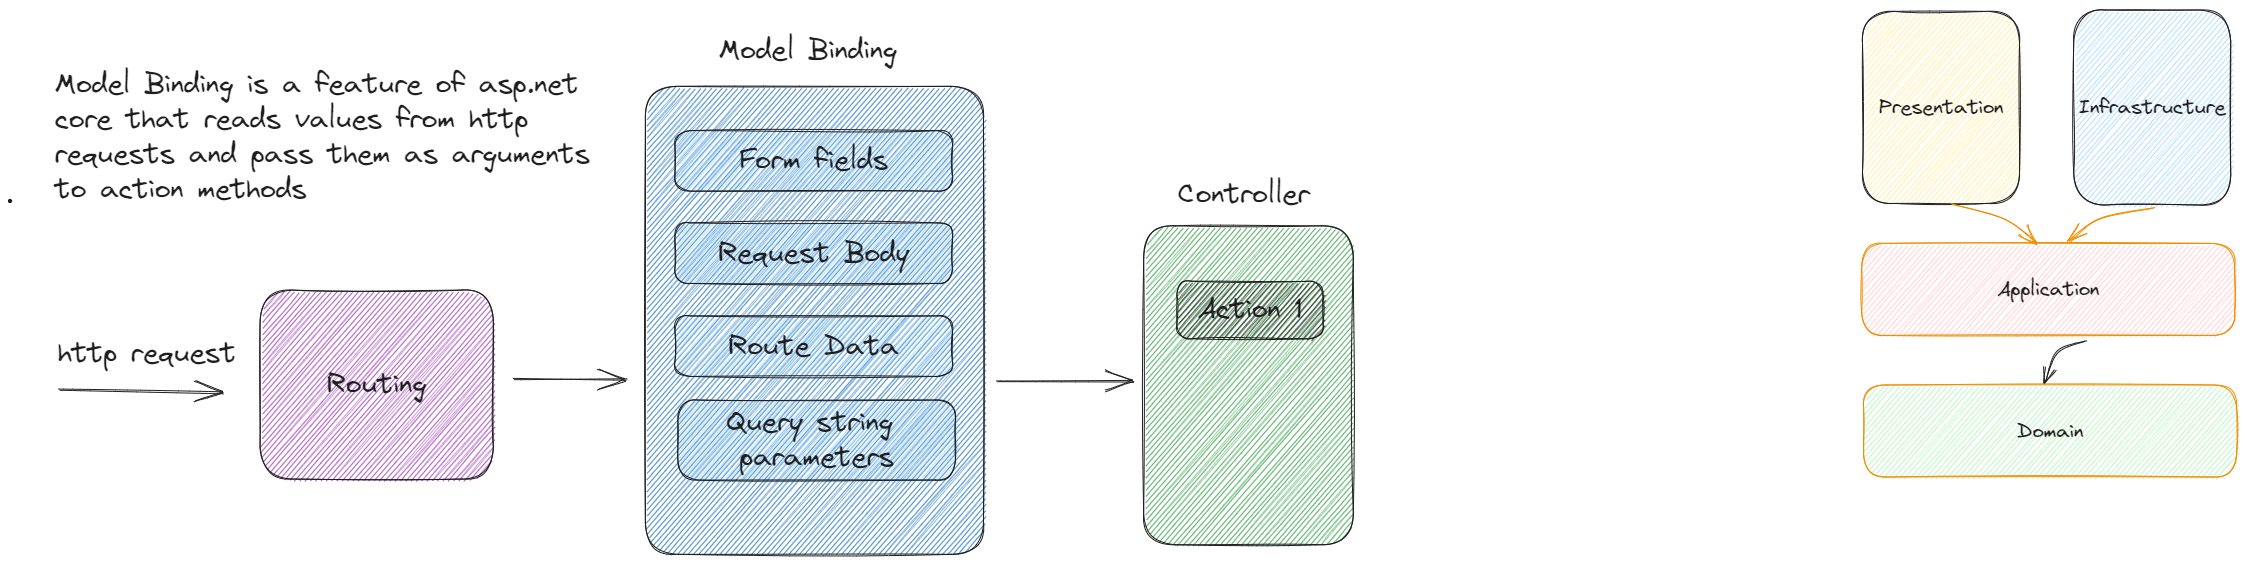 Model Binding is a feature of asp.net
core that reads values from http
requests and pass them as arguments
to action methods
http request
Routing
Model Binding
Form fields
Request Body
Route Data
Query string
parameters
Controller
Action 1
Presentation
Infrastructure
Application
Domain